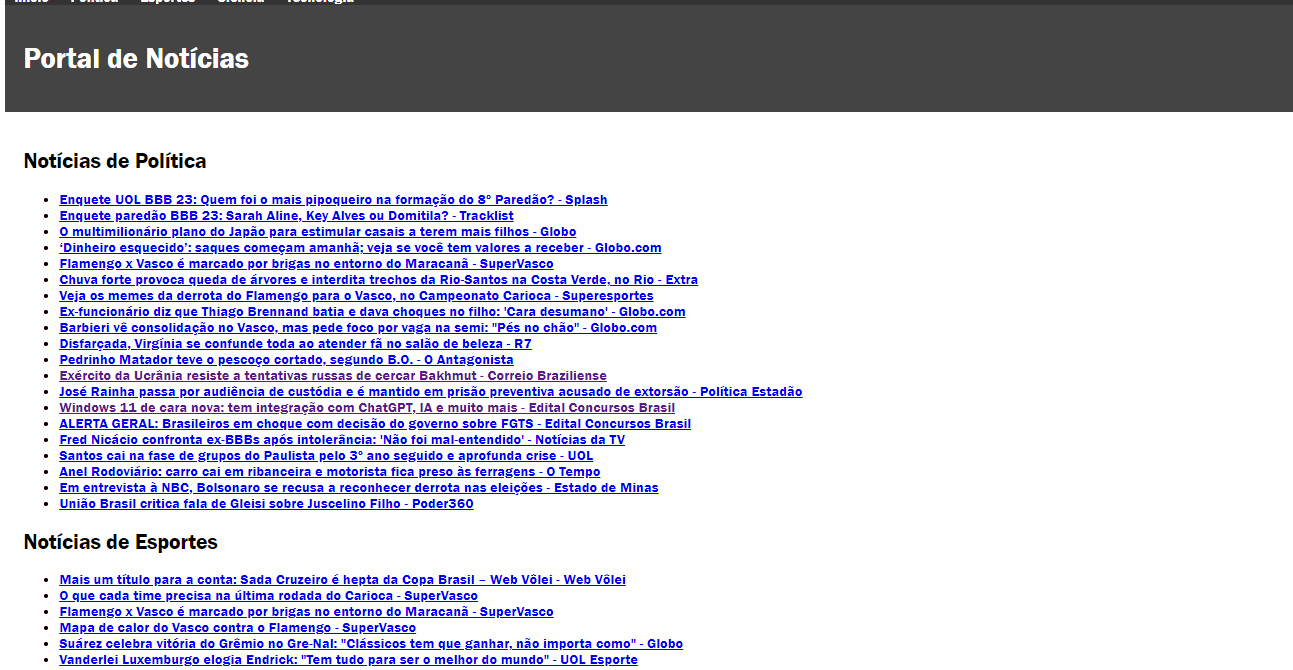 Início Política Esportes Ciência Tecnologia
Portal de Notícias
Notícias de Política
Enquete UOL BBB 23: Quem foi o mais pipoqueiro na formação do 8º Paredão? - Splash
Enquete paredão BBB 23: Sarah Aline, Key Alves ou Domitila? - Tracklist
O multimilionário plano do Japão para estimular casais a terem mais filhos - Globo
‘Dinheiro esquecido’: saques começam amanhã; veja se você tem valores a receber - Globo.com
Flamengo x Vasco é marcado por brigas no entorno do Maracanã - SuperVasco
Chuva forte provoca queda de árvores e interdita trechos da Rio-Santos na Costa Verde, no Rio - Extra
Veja os memes da derrota do Flamengo para o Vasco, no Campeonato Carioca - Superesportes
Ex-funcionário diz que Thiago Brennand batia e dava choques no filho: 'Cara desumano' - Globo.com
Barbieri vê consolidação no Vasco, mas pede foco por vaga na semi: "Pés no chão" - Globo.com
Disfarçada, Virgínia se confunde toda ao atender fã no salão de beleza - R7
Pedrinho Matador teve o pescoço cortado, segundo B.O. - O Antagonista
Exército da Ucrânia resiste a tentativas russas de cercar Bakhmut - Correio Braziliense
José Rainha passa por audiência de custódia e é mantido em prisão preventiva acusado de extorsão - Política Estadão
Windows 11 de cara nova: tem integração com ChatGPT, IA e muito mais - Edital Concursos Brasil
ALERTA GERAL: Brasileiros em choque com decisão do governo sobre FGTS - Edital Concursos Brasil
Fred Nicácio confronta ex-BBBs após intolerância: 'Não foi mal-entendido' - Notícias da TV
Santos cai na fase de grupos do Paulista pelo 3º ano seguido e aprofunda crise - UOL
Anel Rodoviário: carro cai em ribanceira e motorista fica preso às ferragens - O Tempo
Em entrevista à NBC, Bolsonaro se recusa a reconhecer derrota nas eleições - Estado de Minas
União Brasil critica fala de Gleisi sobre Juscelino Filho - Poder360
Notícias de Esportes
Mais um título para a conta: Sada Cruzeiro é hepta da Copa Brasil – Web Vôlei - Web Vôlei
O que cada time precisa na última rodada do Carioca - SuperVasco
Flamengo x Vasco é marcado por brigas no entorno do Maracanã - SuperVasco
Mapa de calor do Vasco contra o Flamengo - SuperVasco
Suárez celebra vitória do Grêmio no Gre-Nal: "Clássicos tem que ganhar, não importa como" - Globo
Vanderlei Luxemburgo elogia Endrick: "Tem tudo para ser o melhor do mundo" - UOL Esporte